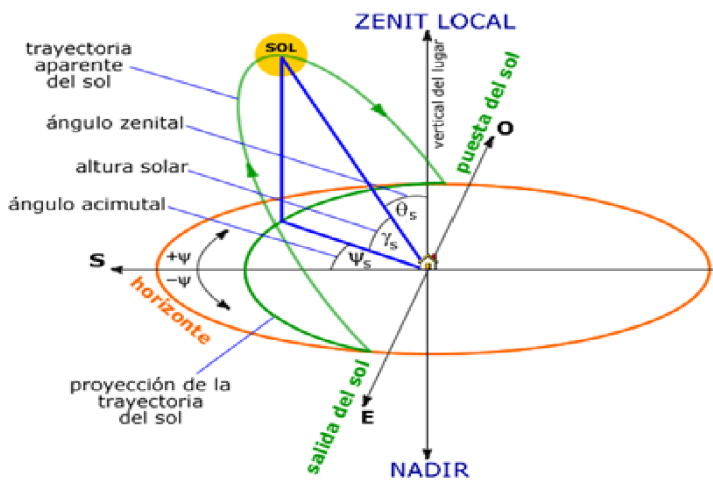 ZENIT LOCAL
trayectoria
aparente
del sol
SOL
vertical del lugar
puesta del sol
ángulo zenital
O
altura solar
ángulo acimutal
θs
γs
Ψs
S
+ψ
−ψ
horizonte
proyección de la
trayectoria
del sol
salida del sol
E
NADIR